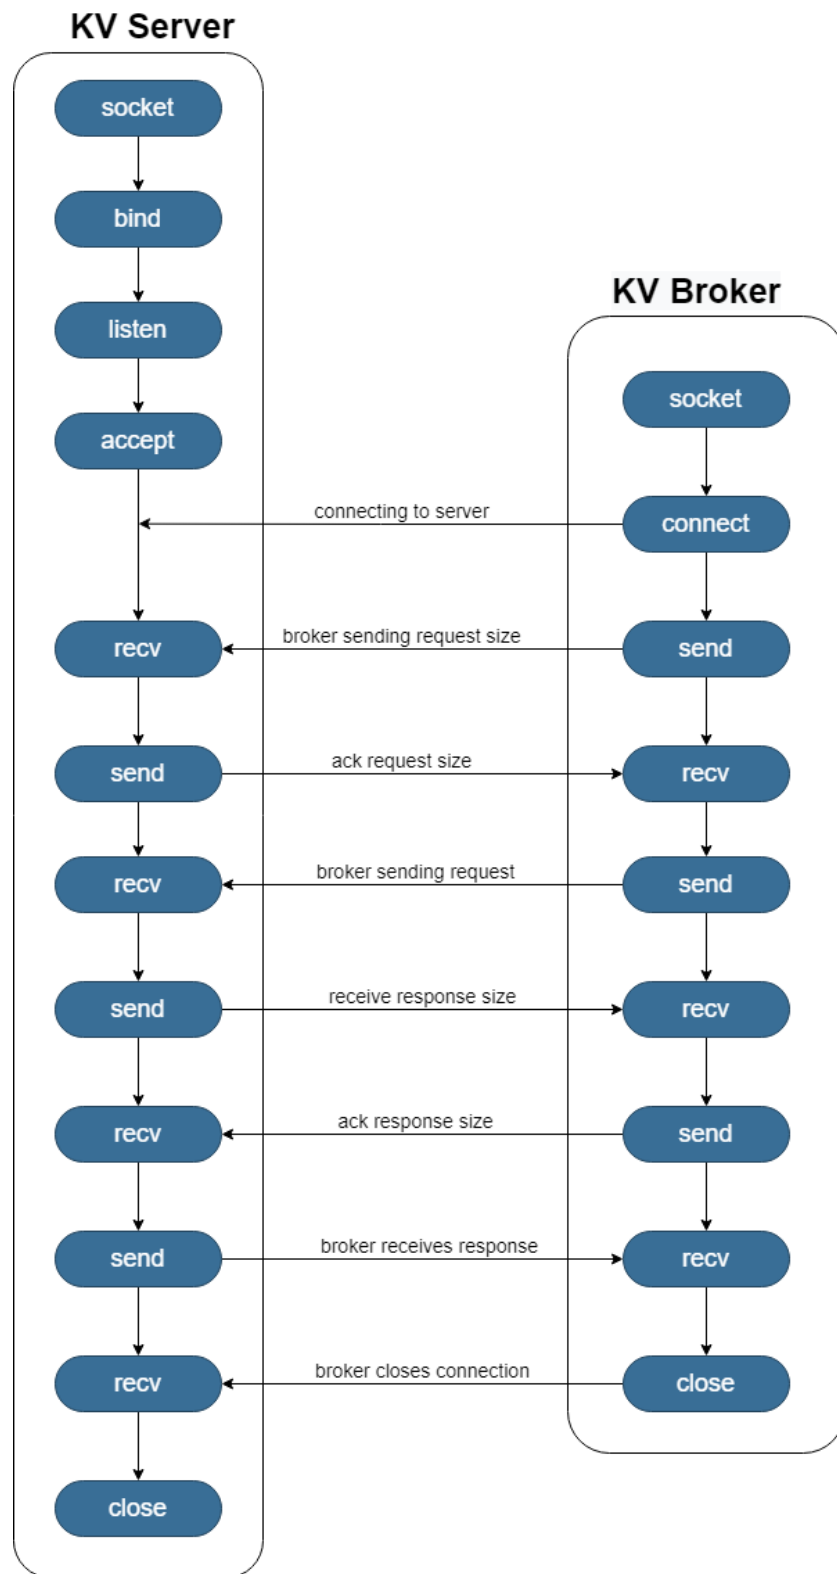 KV Server
socket
bind
listen
accept
KV Broker
socket
connecting to server
connect
recv
broker sending request size
send
send
ack request size
recv
recv
broker sending request
send
send
receive response size
recv
recv
ack response size
send
send
broker receives response
recv
recv
broker closes connection
close
close